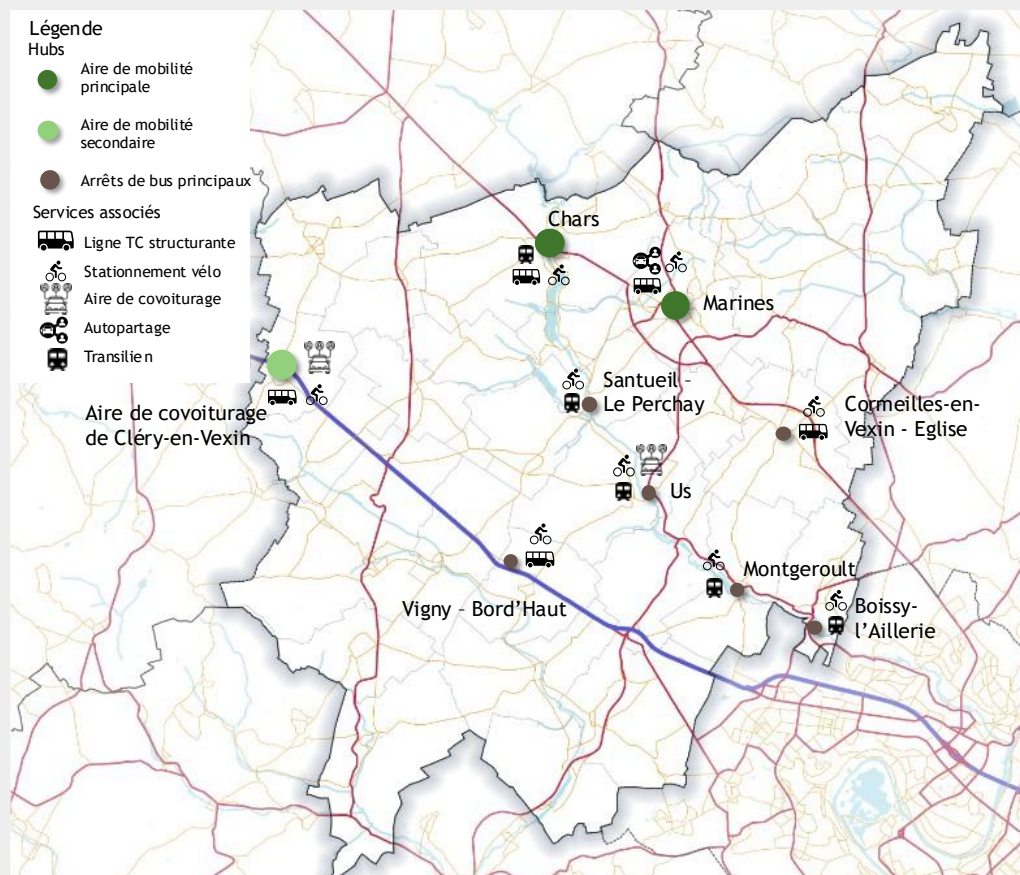 Légende
Hubs
Aire de mobilité
principale
Aire de mobilité
secondaire
Arrêts de bus principaux
Services associés
Ligne TC structurante
Stationnement vélo
Aire de covoiturage
Autopartage
Transilien
Chars
Marines
Santueil -
Le Perchay
Cormeilles-en-
Vexin - Eglise
Aire de covoiturage
de Cléry-en-Vexin
Us
Vigny - Bord'Haut
Montgeroult
Boissy-
l'Aillerie